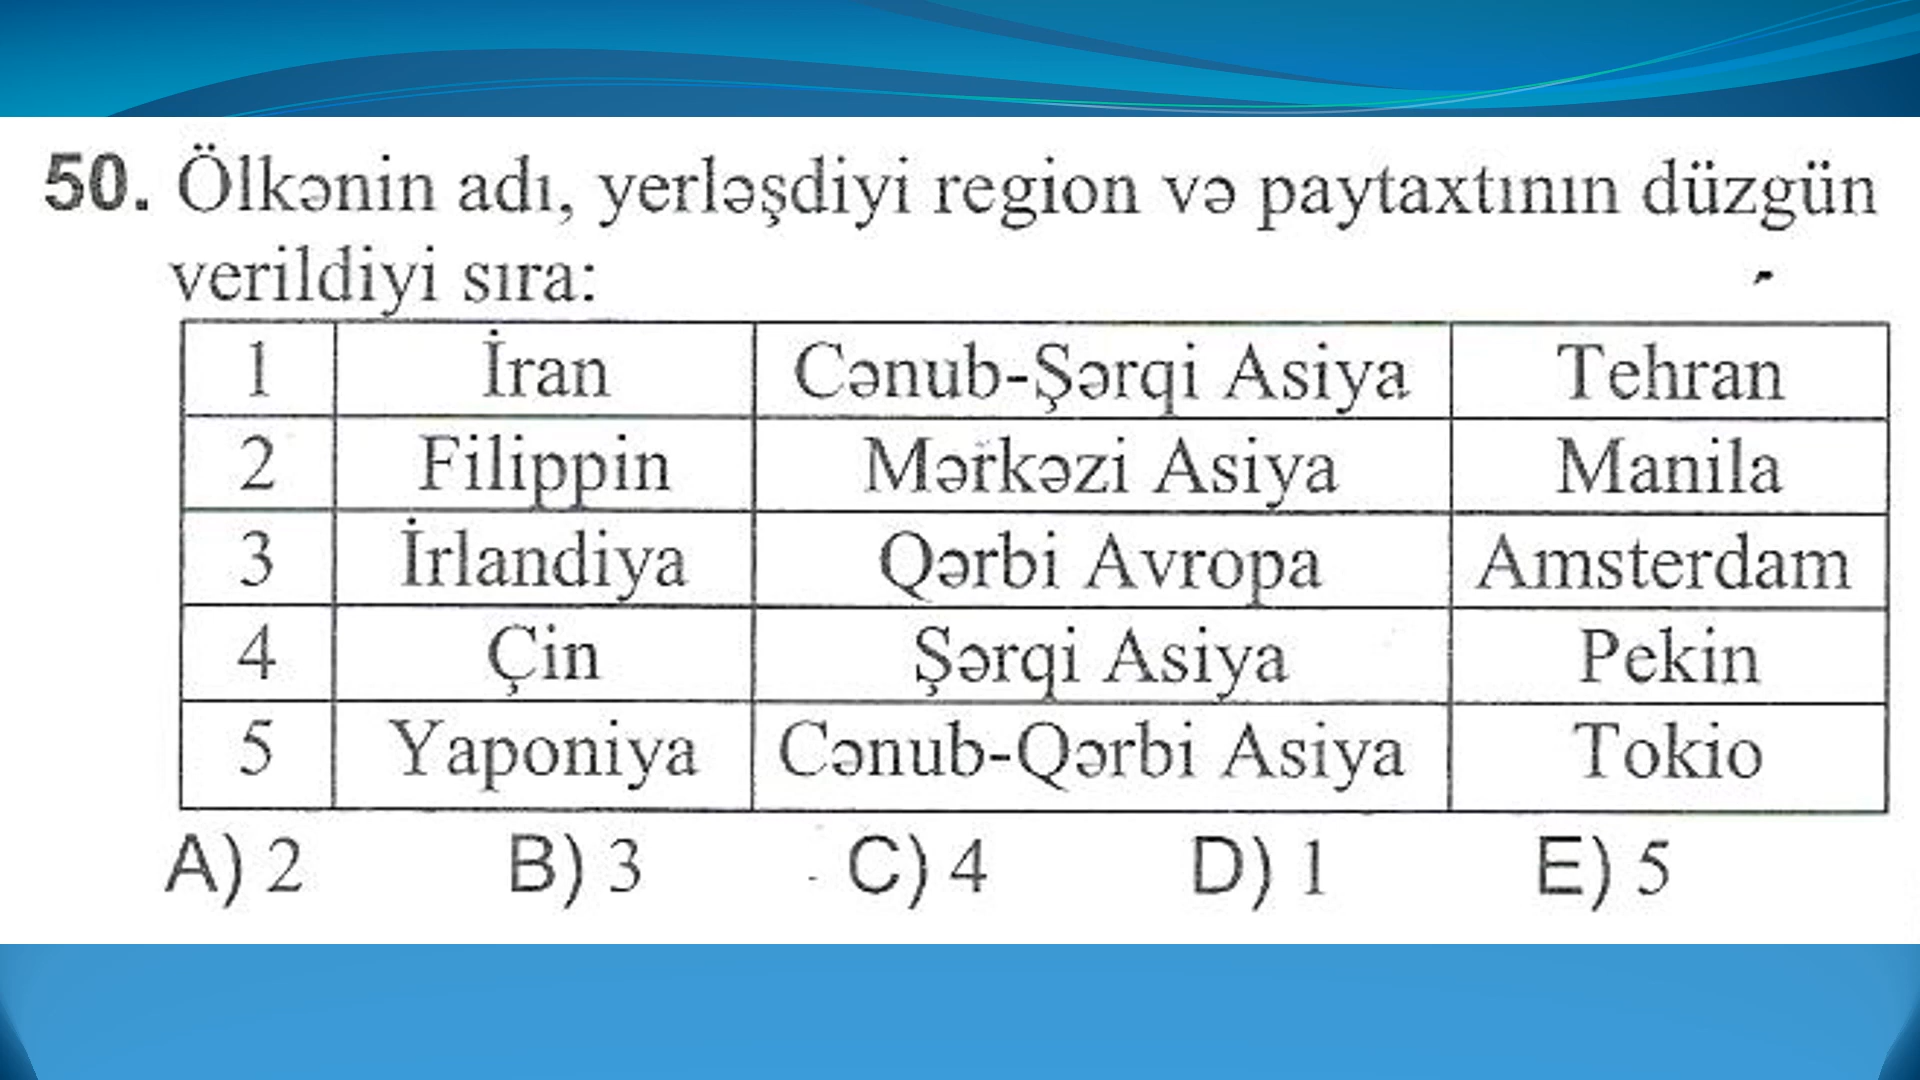 50. Ölkənin adı, yerləşdiyi region və paytaxtının düzgün
verildiyi sıra:
1 İran Cənub-Şərqi Asiya Tehran
2 Filippin Mərkəzi Asiya Manila
3 İrlandiya Qərbi Avropa Amsterdam
4 Çin Şərqi Asiya Pekin
5 Yaponiya Cənub-Qərbi Asiya Tokio
A) 2 B) 3 C) 4 D) 1 E) 5